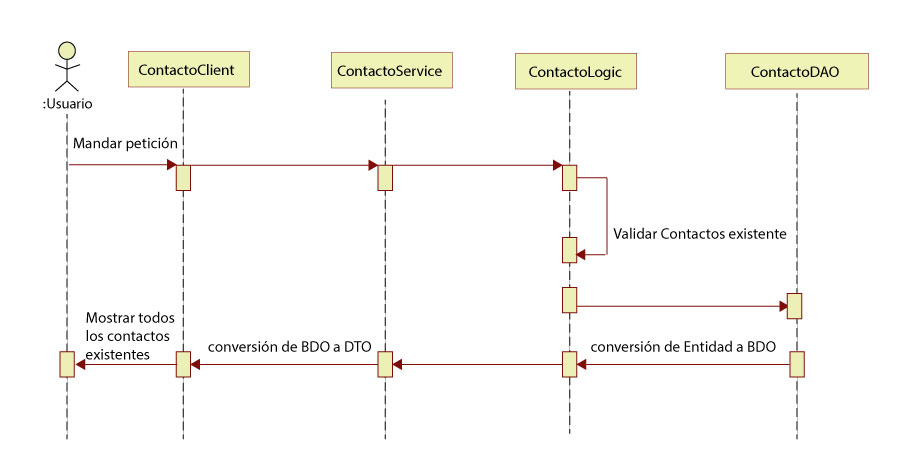 ContactoClient
ContactoService
ContactoLogic
ContactoDAO
:Usuario
Mandar petición
Validar Contactos existente
Mostrar todos
los contactos
existentes
conversión de BDO a DTO
conversión de Entidad a BDO